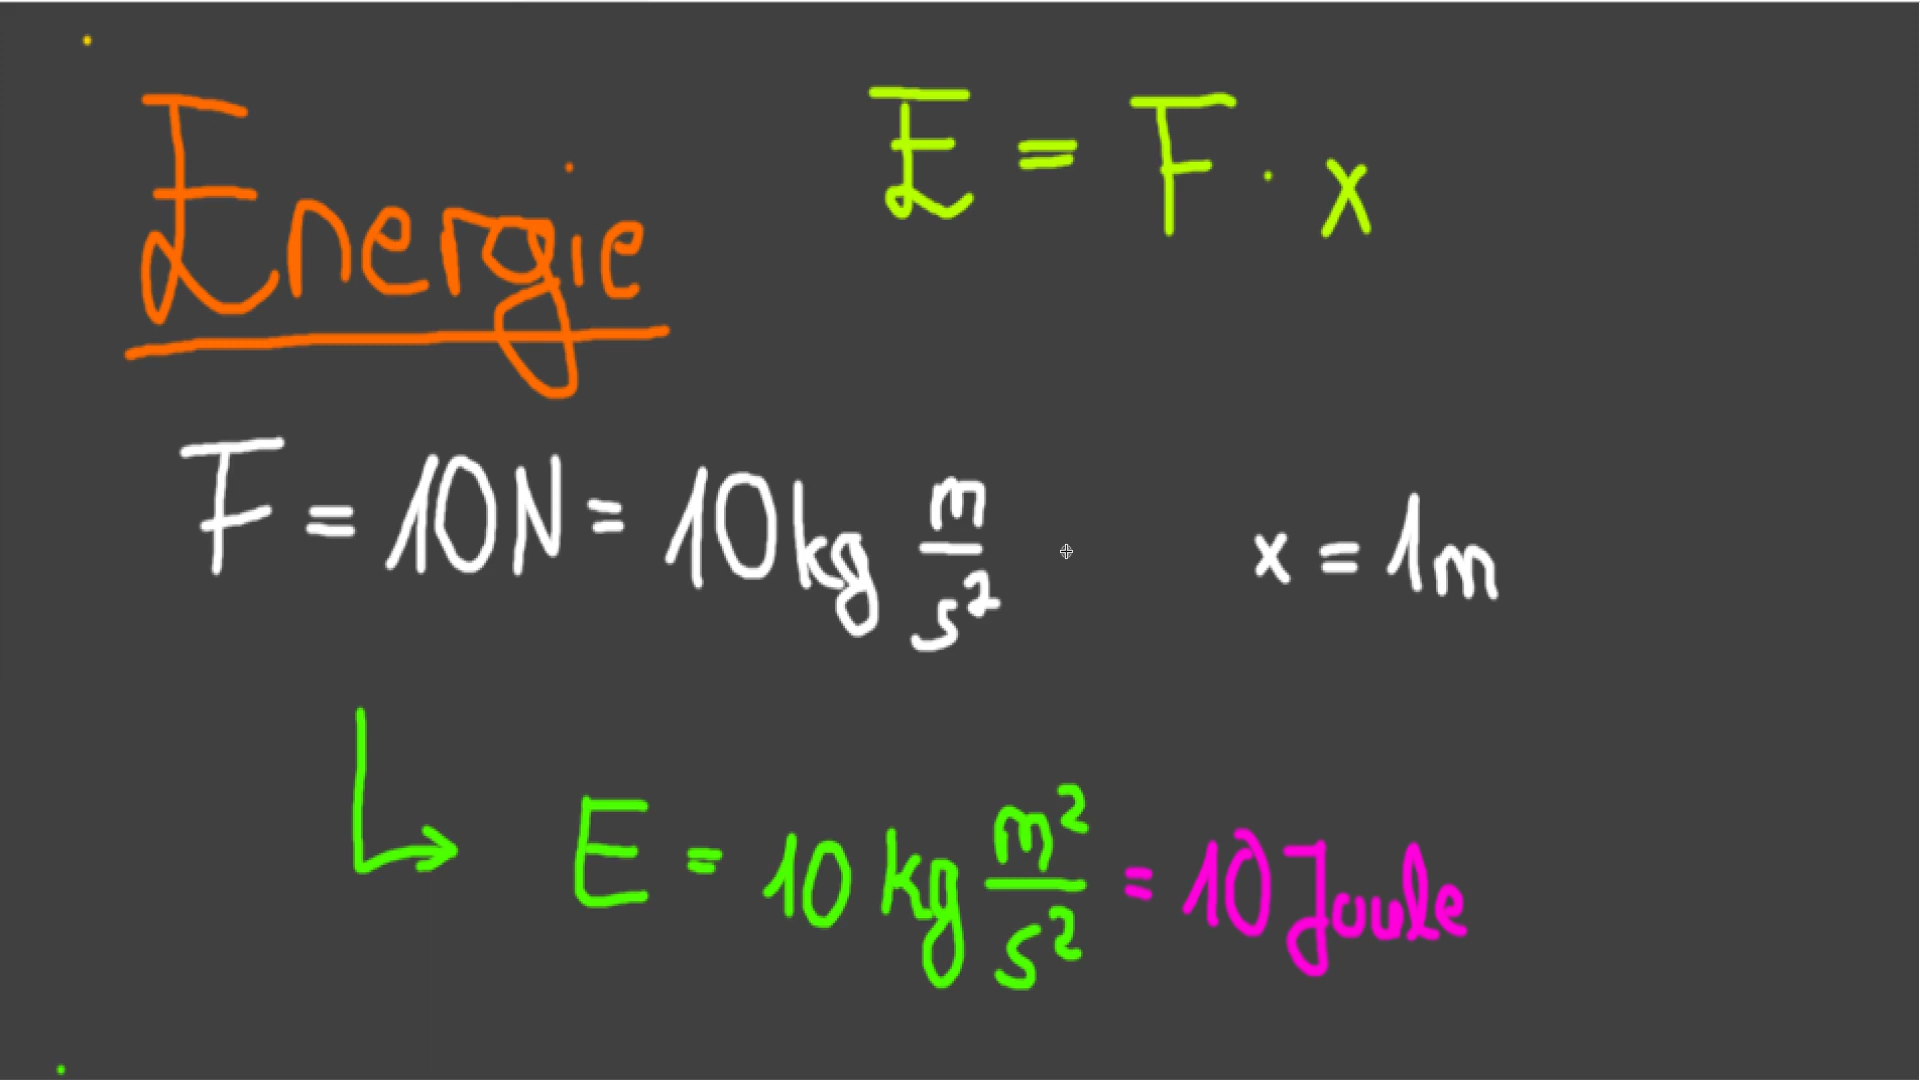 Energie
E = F · x
F = 10N = 10kg m/s² x = 1m
E = 10 kg m²/s² = 10 Joule